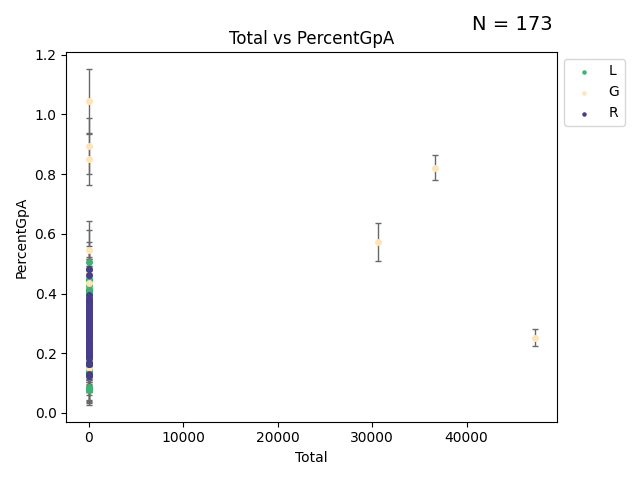 N = 173
Total vs PercentGpA
L
G
R
PercentGpA
1.2
1.0
0.8
0.6
0.4
0.2
0.0
0 10000 20000 30000 40000
Total